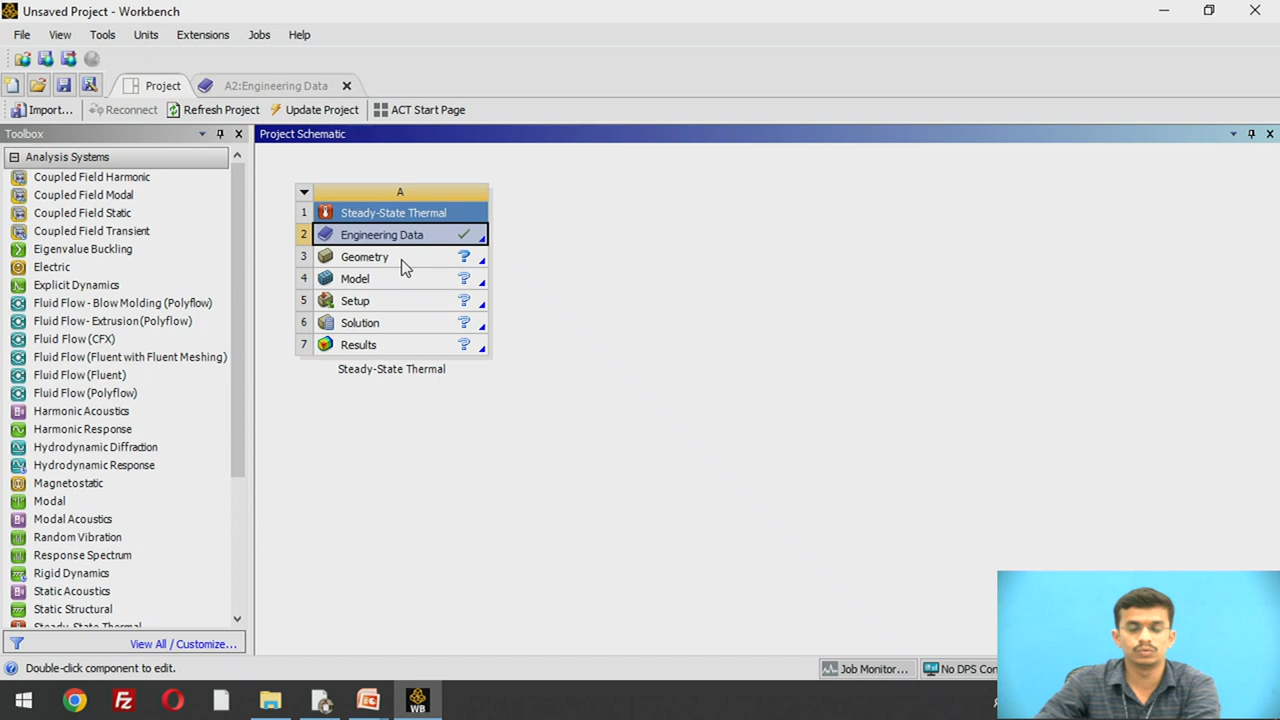 Unsaved Project - Workbench
File View Tools Units Extensions Jobs Help
Project A2:Engineering Data
Import... Reconnect Refresh Project Update Project ACT Start Page
Toolbox
Project Schematic
Analysis Systems
Coupled Field Harmonic
Coupled Field Modal
Coupled Field Static
Coupled Field Transient
Eigenvalue Buckling
Electric
Explicit Dynamics
Fluid Flow - Blow Molding (Polyflow)
Fluid Flow- Extrusion(Polyflow)
Fluid Flow (CFX)
Fluid Flow (Fluent with Fluent Meshing)
Fluid Flow (Fluent)
Fluid Flow (Polyflow)
Harmonic Acoustics
Harmonic Response
Hydrodynamic Diffraction
Hydrodynamic Response
Magnetostatic
Modal
Modal Acoustics
Random Vibration
Response Spectrum
Rigid Dynamics
Static Acoustics
Static Structural
Steady-State Thermal
View All / Customize...
A
1 Steady-State Thermal
2 Engineering Data
3 Geometry ?
4 Model ?
5 Setup ?
6 Solution ?
7 Results ?
Steady-State Thermal
Double-click component to edit.
Job Monitor... No DPS Con
WB